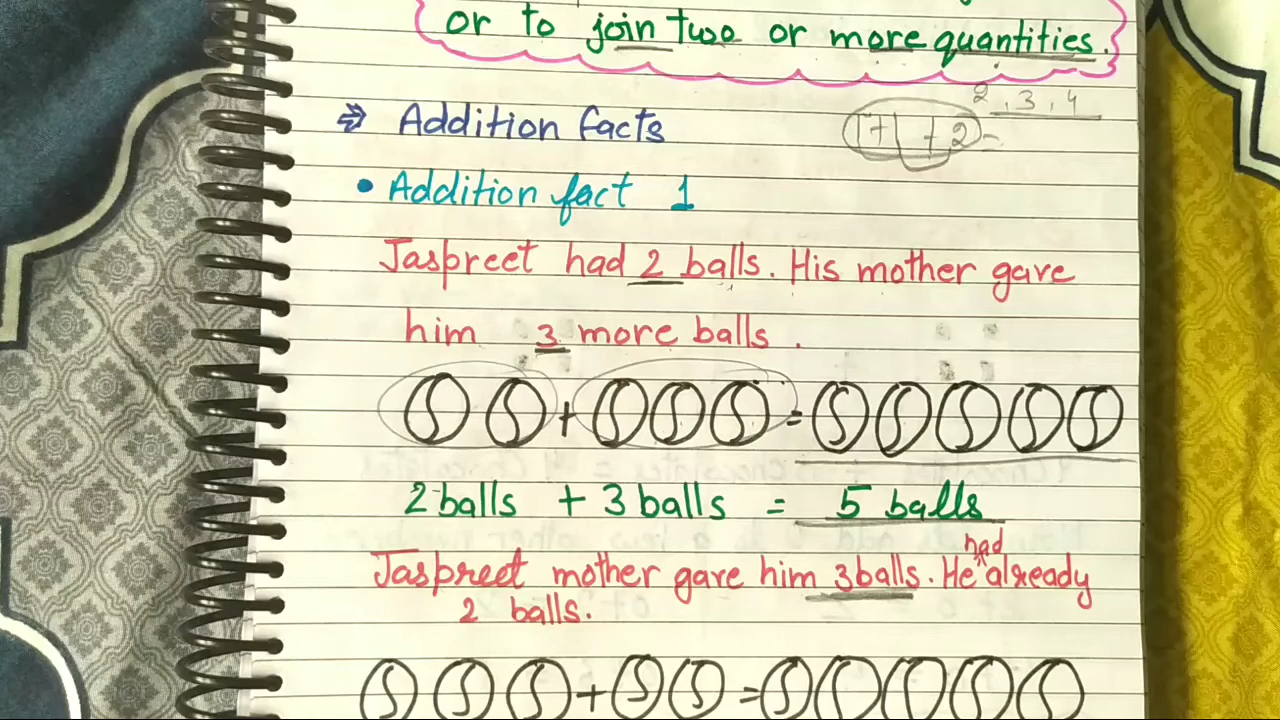 or to join two or more quantities.
2, 3, 4
1+1+2=
⇒ Addition facts
• Addition fact 1
Jaspreet had 2 balls. His mother gave
him 3 more balls.
+ =
2 balls + 3 balls = 5 balls
had
Jaspreet mother gave him 3 balls. He ^ already
2 balls.
+ =